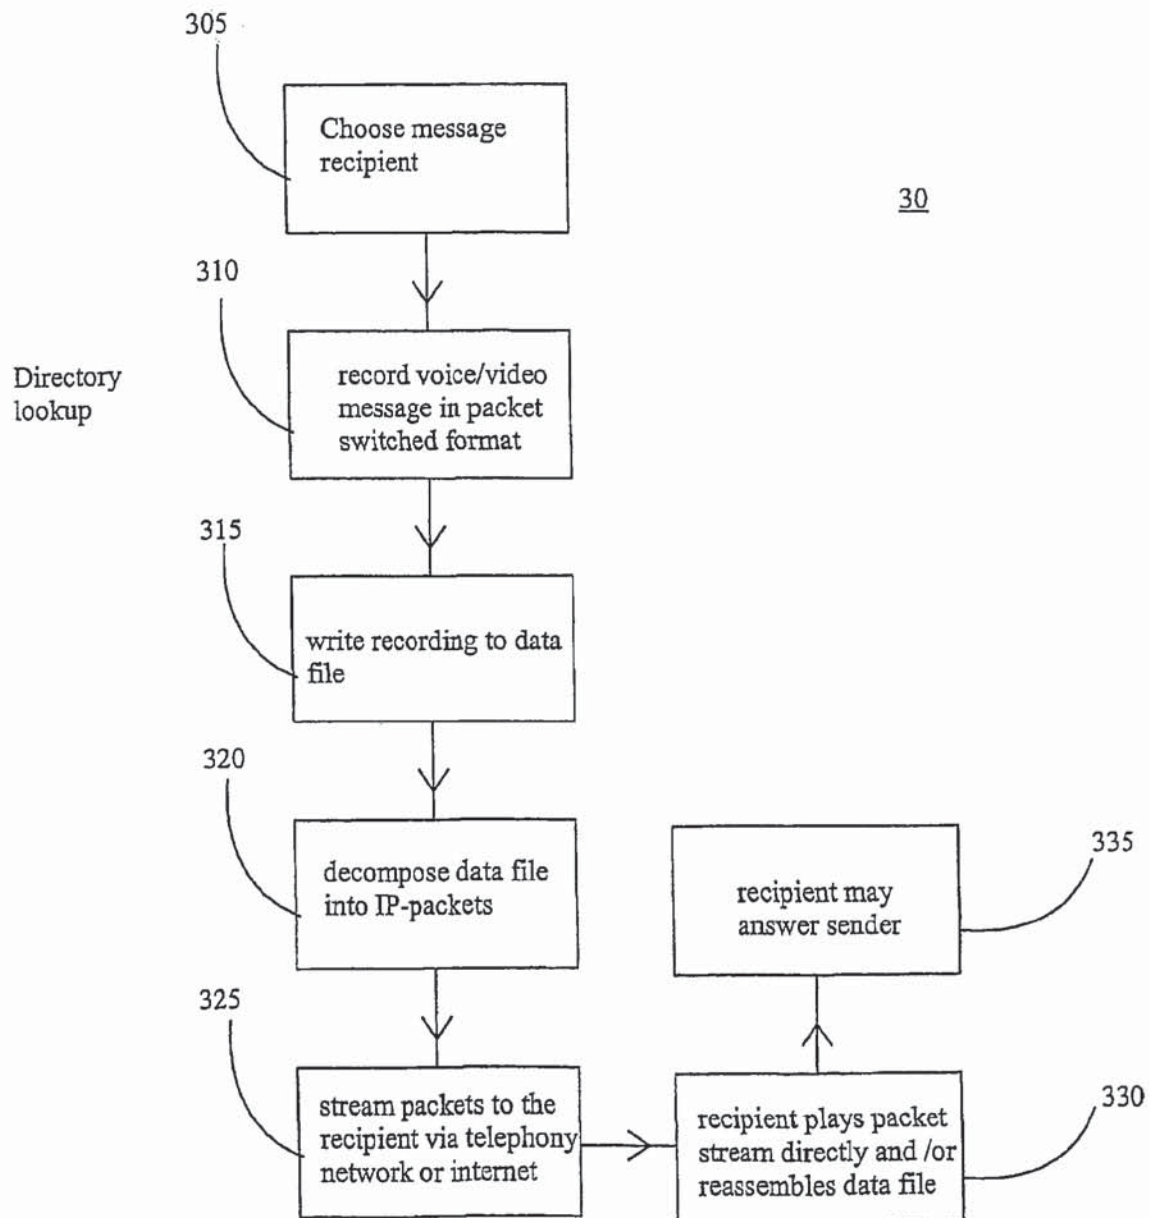 305
Choose message
recipient
30
310
Directory
lookup
record voice/video
message in packet
switched format
315
write recording to data
file
320
decompose data file
into IP-packets
335
recipient may
answer sender
325
stream packets to the
recipient via telephony
network or internet
330
recipient plays packet
stream directly and /or
reassembles data file